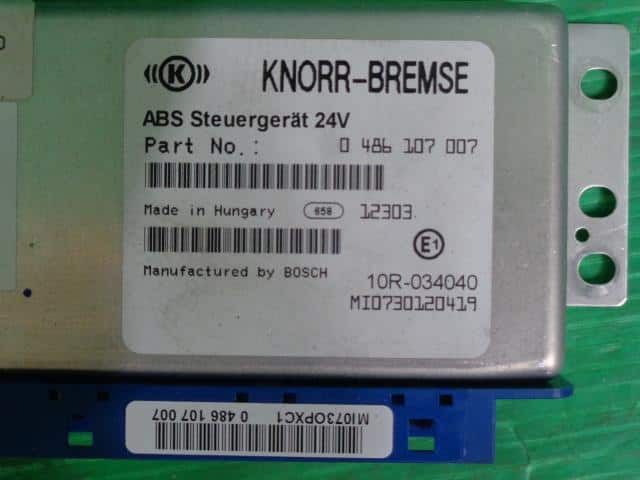 ((K)) KNORR-BREMSE
ABS Steuergerät 24V
Part No.: 0 486 107 007
Made in Hungary 658 12303
E1
Manufactured by BOSCH
10R-034040
MI0730120419
MI073OPXC1
0 486 107 007